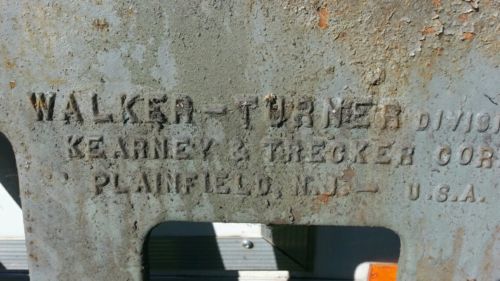 WALKER-TURNER DIVISI
KEARNEY & TRECKER COR
PLAINFIELD, N.J.— U.S.A.